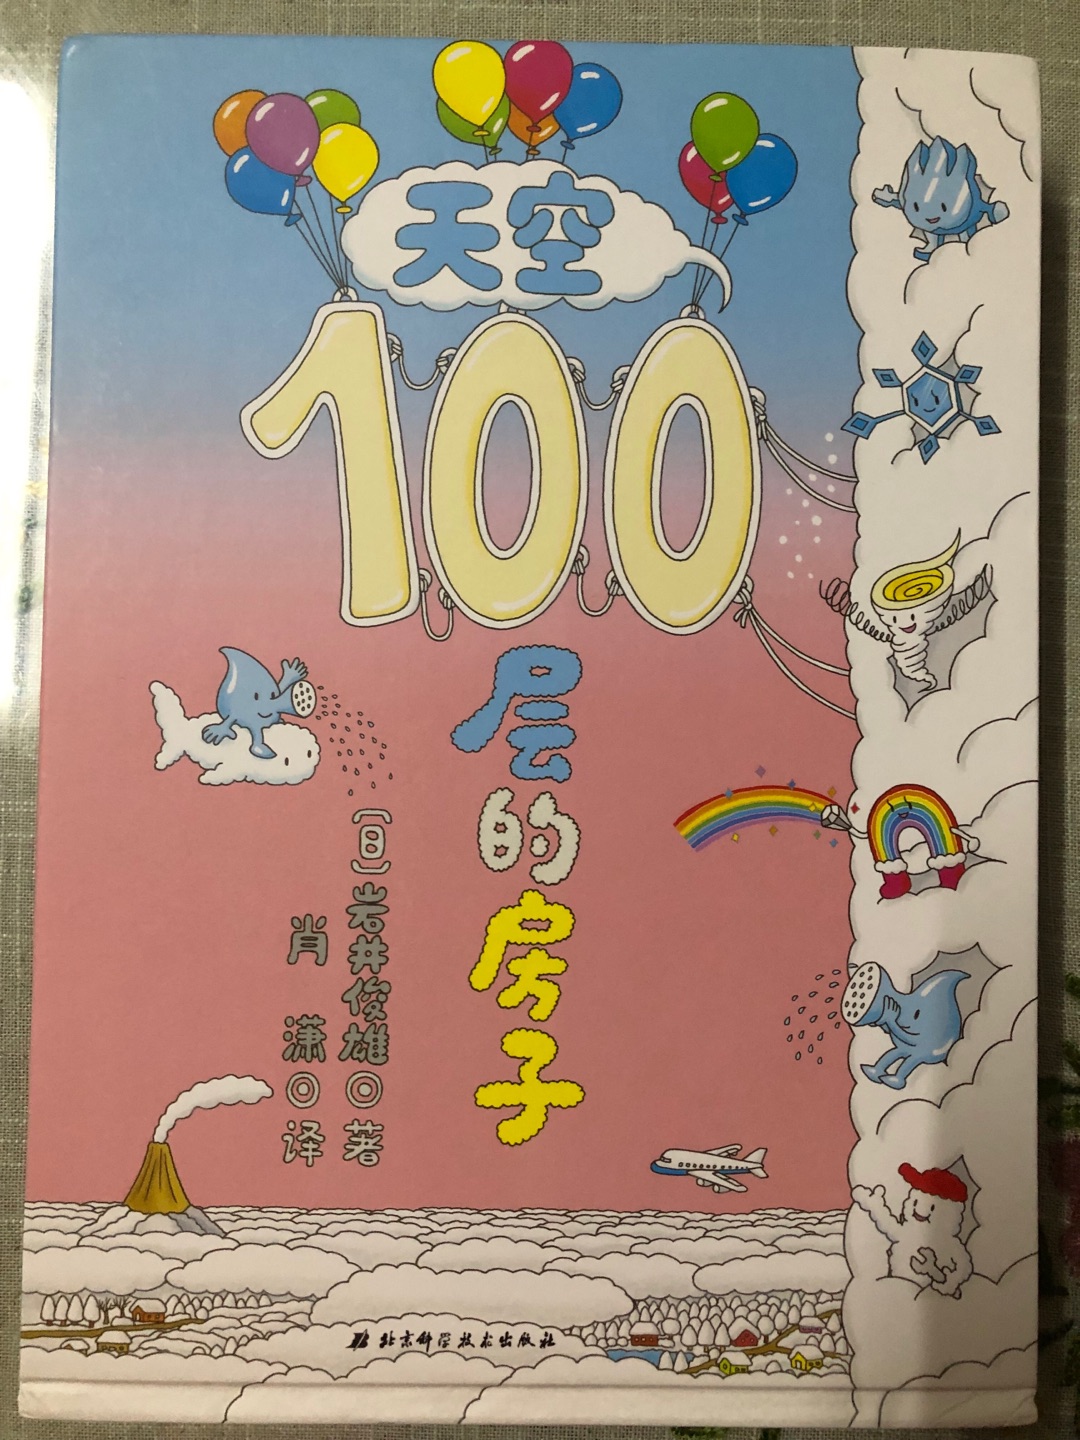 天空
100
层的房子
[日]岩井俊雄◎著
肖 潇◎译
北京科学技术出版社